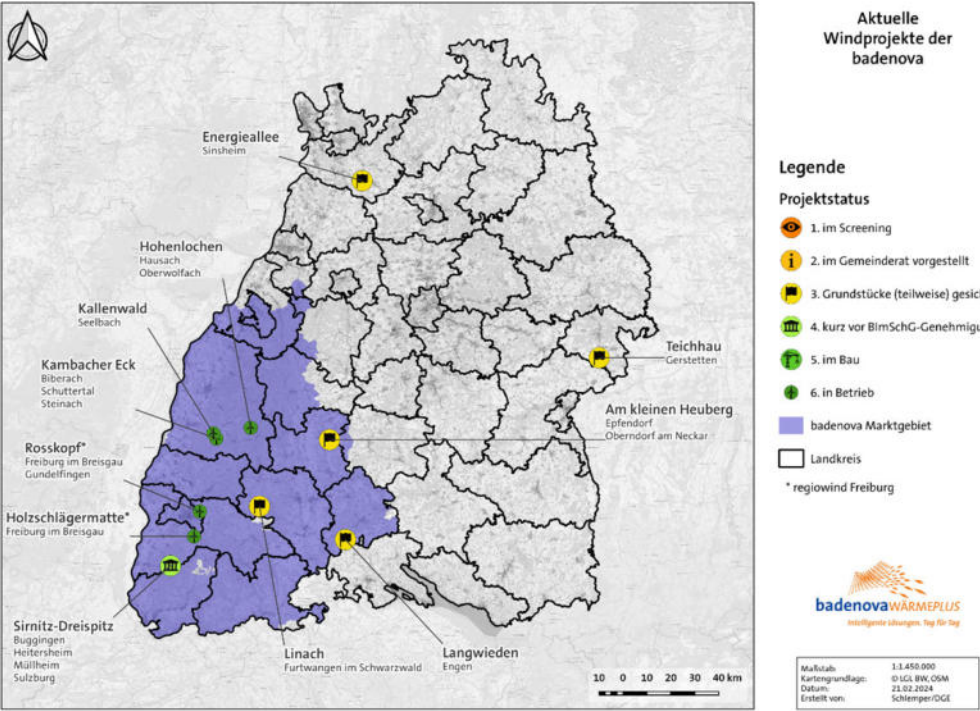 Aktuelle
Windprojekte der
badenova
Energieallee
Sinsheim
Hohenlochen
Hausach
Oberwolfach
Kallenwald
Seelbach
Kambacher Eck
Biberach
Schuttertal
Steinach
Rosskopf*
Freiburg im Breisgau
Gundelfingen
Holzschlägermatte*
Freiburg im Breisgau
Sirnitz-Dreispitz
Buggingen
Heitersheim
Müllheim
Sulzburg
Linach
Furtwangen im Schwarzwald
Langwieden
Engen
Teichhau
Gerstetten
Am kleinen Heuberg
Epfendorf
Oberndorf am Neckar
10 0 10 20 30 40 km
Legende
Projektstatus
1. im Screening
2. im Gemeinderat vorgestellt
3. Grundstücke (teilweise) gesic
4. kurz vor BImSchG-Genehmigu
5. im Bau
6. in Betrieb
badenova Marktgebiet
Landkreis
* regiowind Freiburg
badenovaWÄRMEPLUS
Intelligente Lösungen. Tag für Tag
Maßstab: 1:1.450.000
Kartengrundlage: © LGL BW, OSM
Datum: 21.02.2024
Erstellt von: Schlemper/DGE